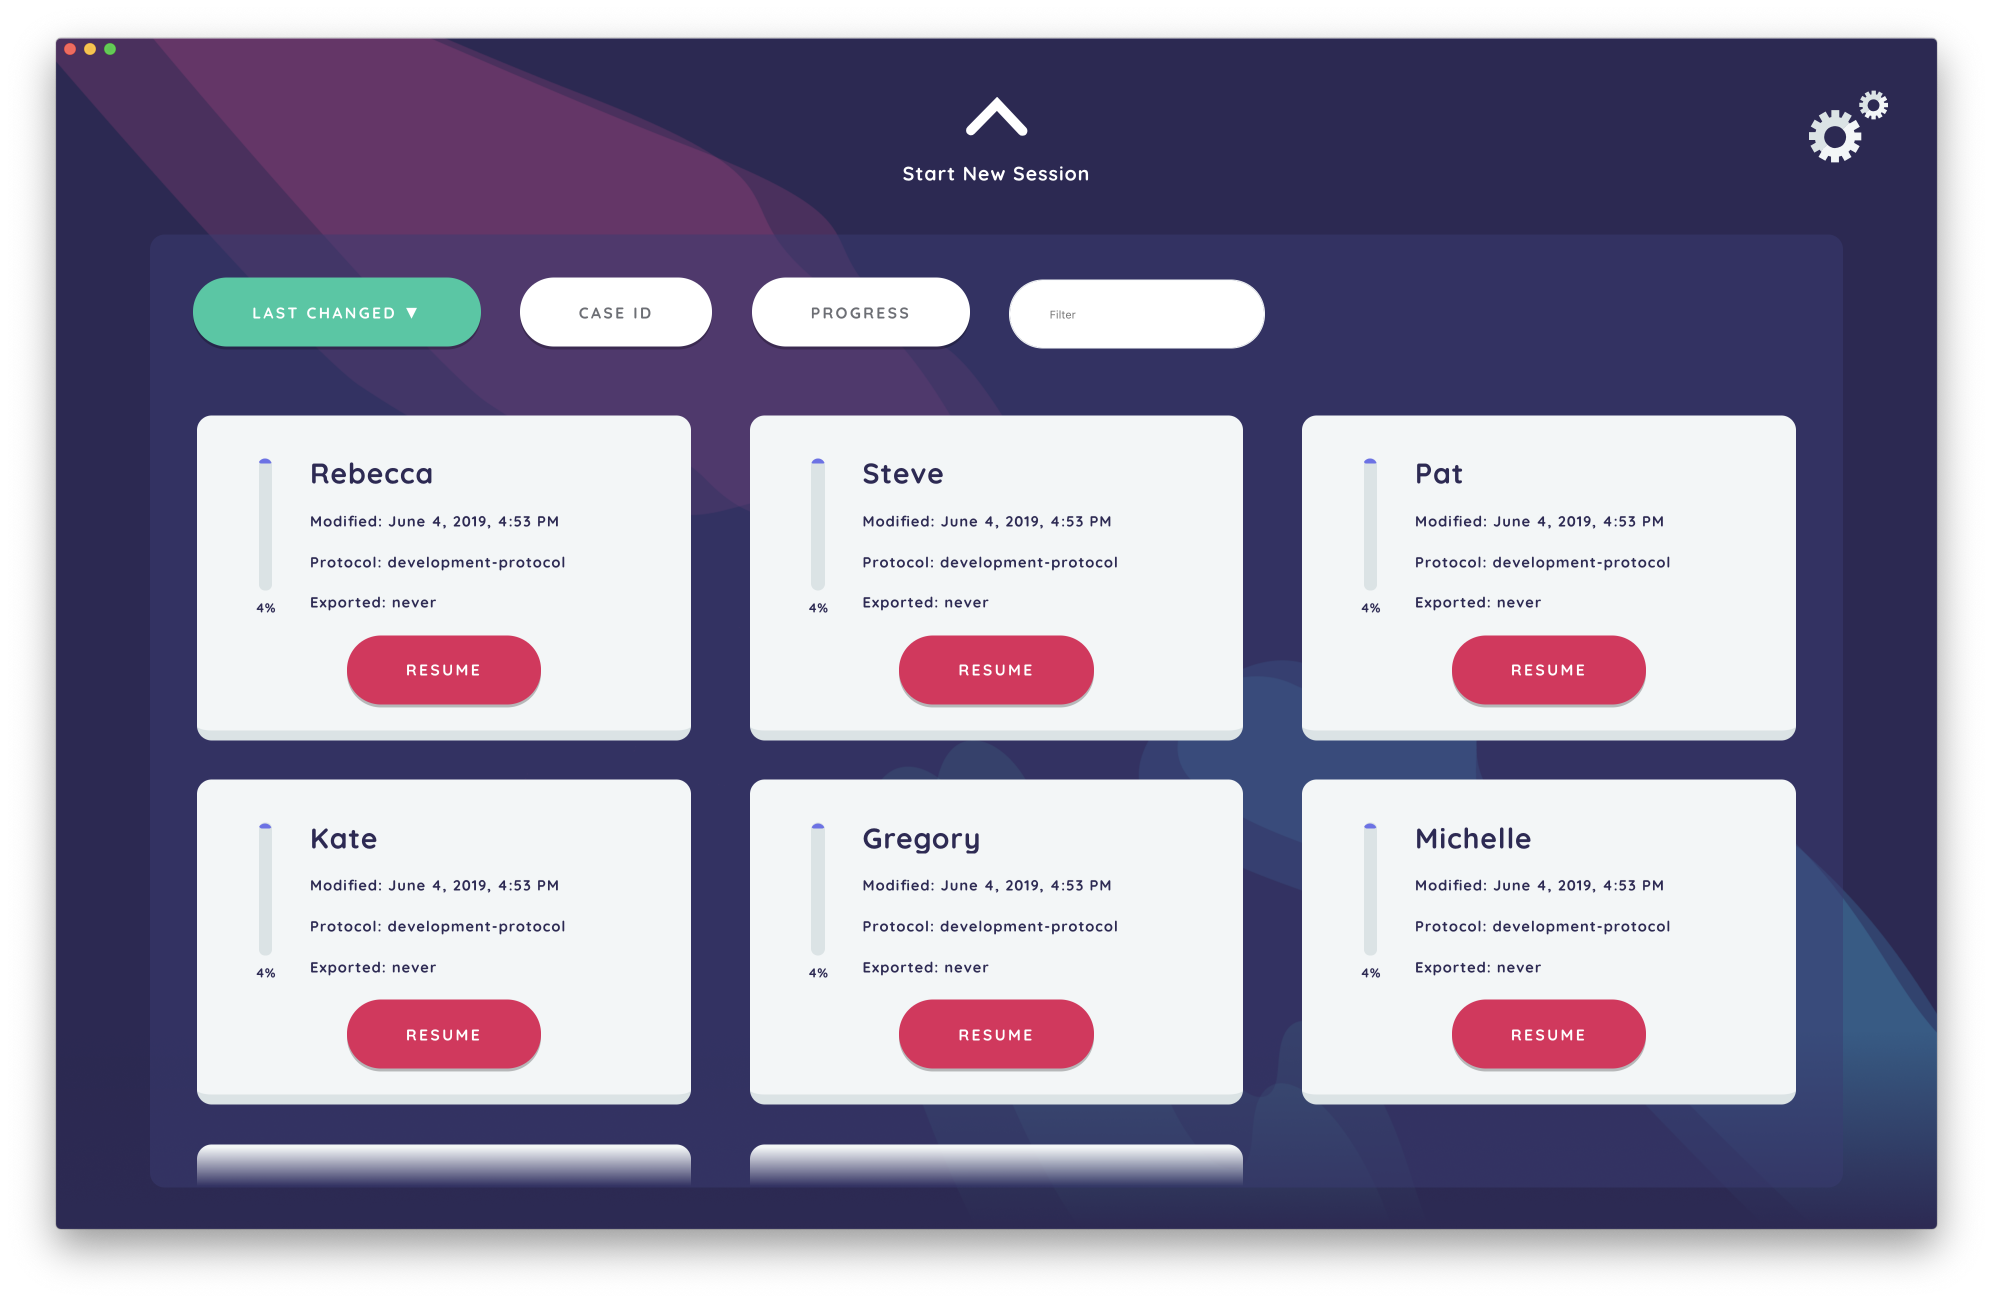 Start New Session
LAST CHANGED ▼
CASE ID
PROGRESS
Filter
Rebecca
Modified: June 4, 2019, 4:53 PM
Protocol: development-protocol
Exported: never
4%
RESUME
Steve
Modified: June 4, 2019, 4:53 PM
Protocol: development-protocol
Exported: never
4%
RESUME
Pat
Modified: June 4, 2019, 4:53 PM
Protocol: development-protocol
Exported: never
4%
RESUME
Kate
Modified: June 4, 2019, 4:53 PM
Protocol: development-protocol
Exported: never
4%
RESUME
Gregory
Modified: June 4, 2019, 4:53 PM
Protocol: development-protocol
Exported: never
4%
RESUME
Michelle
Modified: June 4, 2019, 4:53 PM
Protocol: development-protocol
Exported: never
4%
RESUME